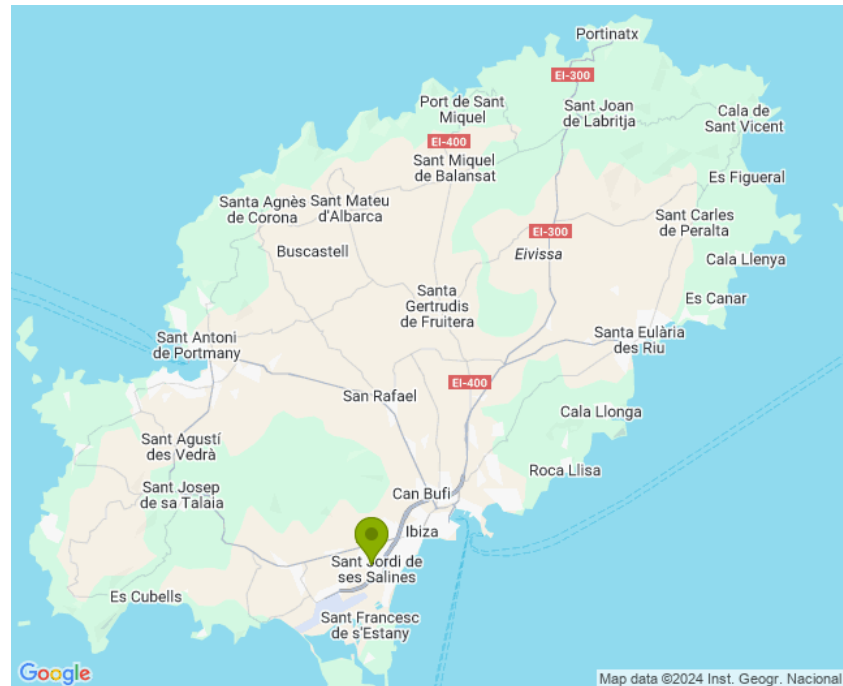 Portinatx
EI-300
Port de Sant
Miquel
Sant Joan
de Labritja
Cala de
Sant Vicent
EI-400
Sant Miquel
de Balansat
Es Figueral
Santa Agnès
de Corona
Sant Mateu
d'Albarca
Sant Carles
de Peralta
EI-300
Buscastell
Eivissa
Cala Llenya
Santa
Gertrudis
de Fruitera
Es Canar
Sant Antoni
de Portmany
Santa Eulària
des Riu
EI-400
San Rafael
Cala Llonga
Sant Agustí
des Vedrà
Roca Llisa
Sant Josep
de sa Talaia
Can Bufi
Ibiza
Sant Jordi de
ses Salines
Es Cubells
Sant Francesc
de s'Estany
Google
Map data ©2024 Inst. Geogr. Nacional